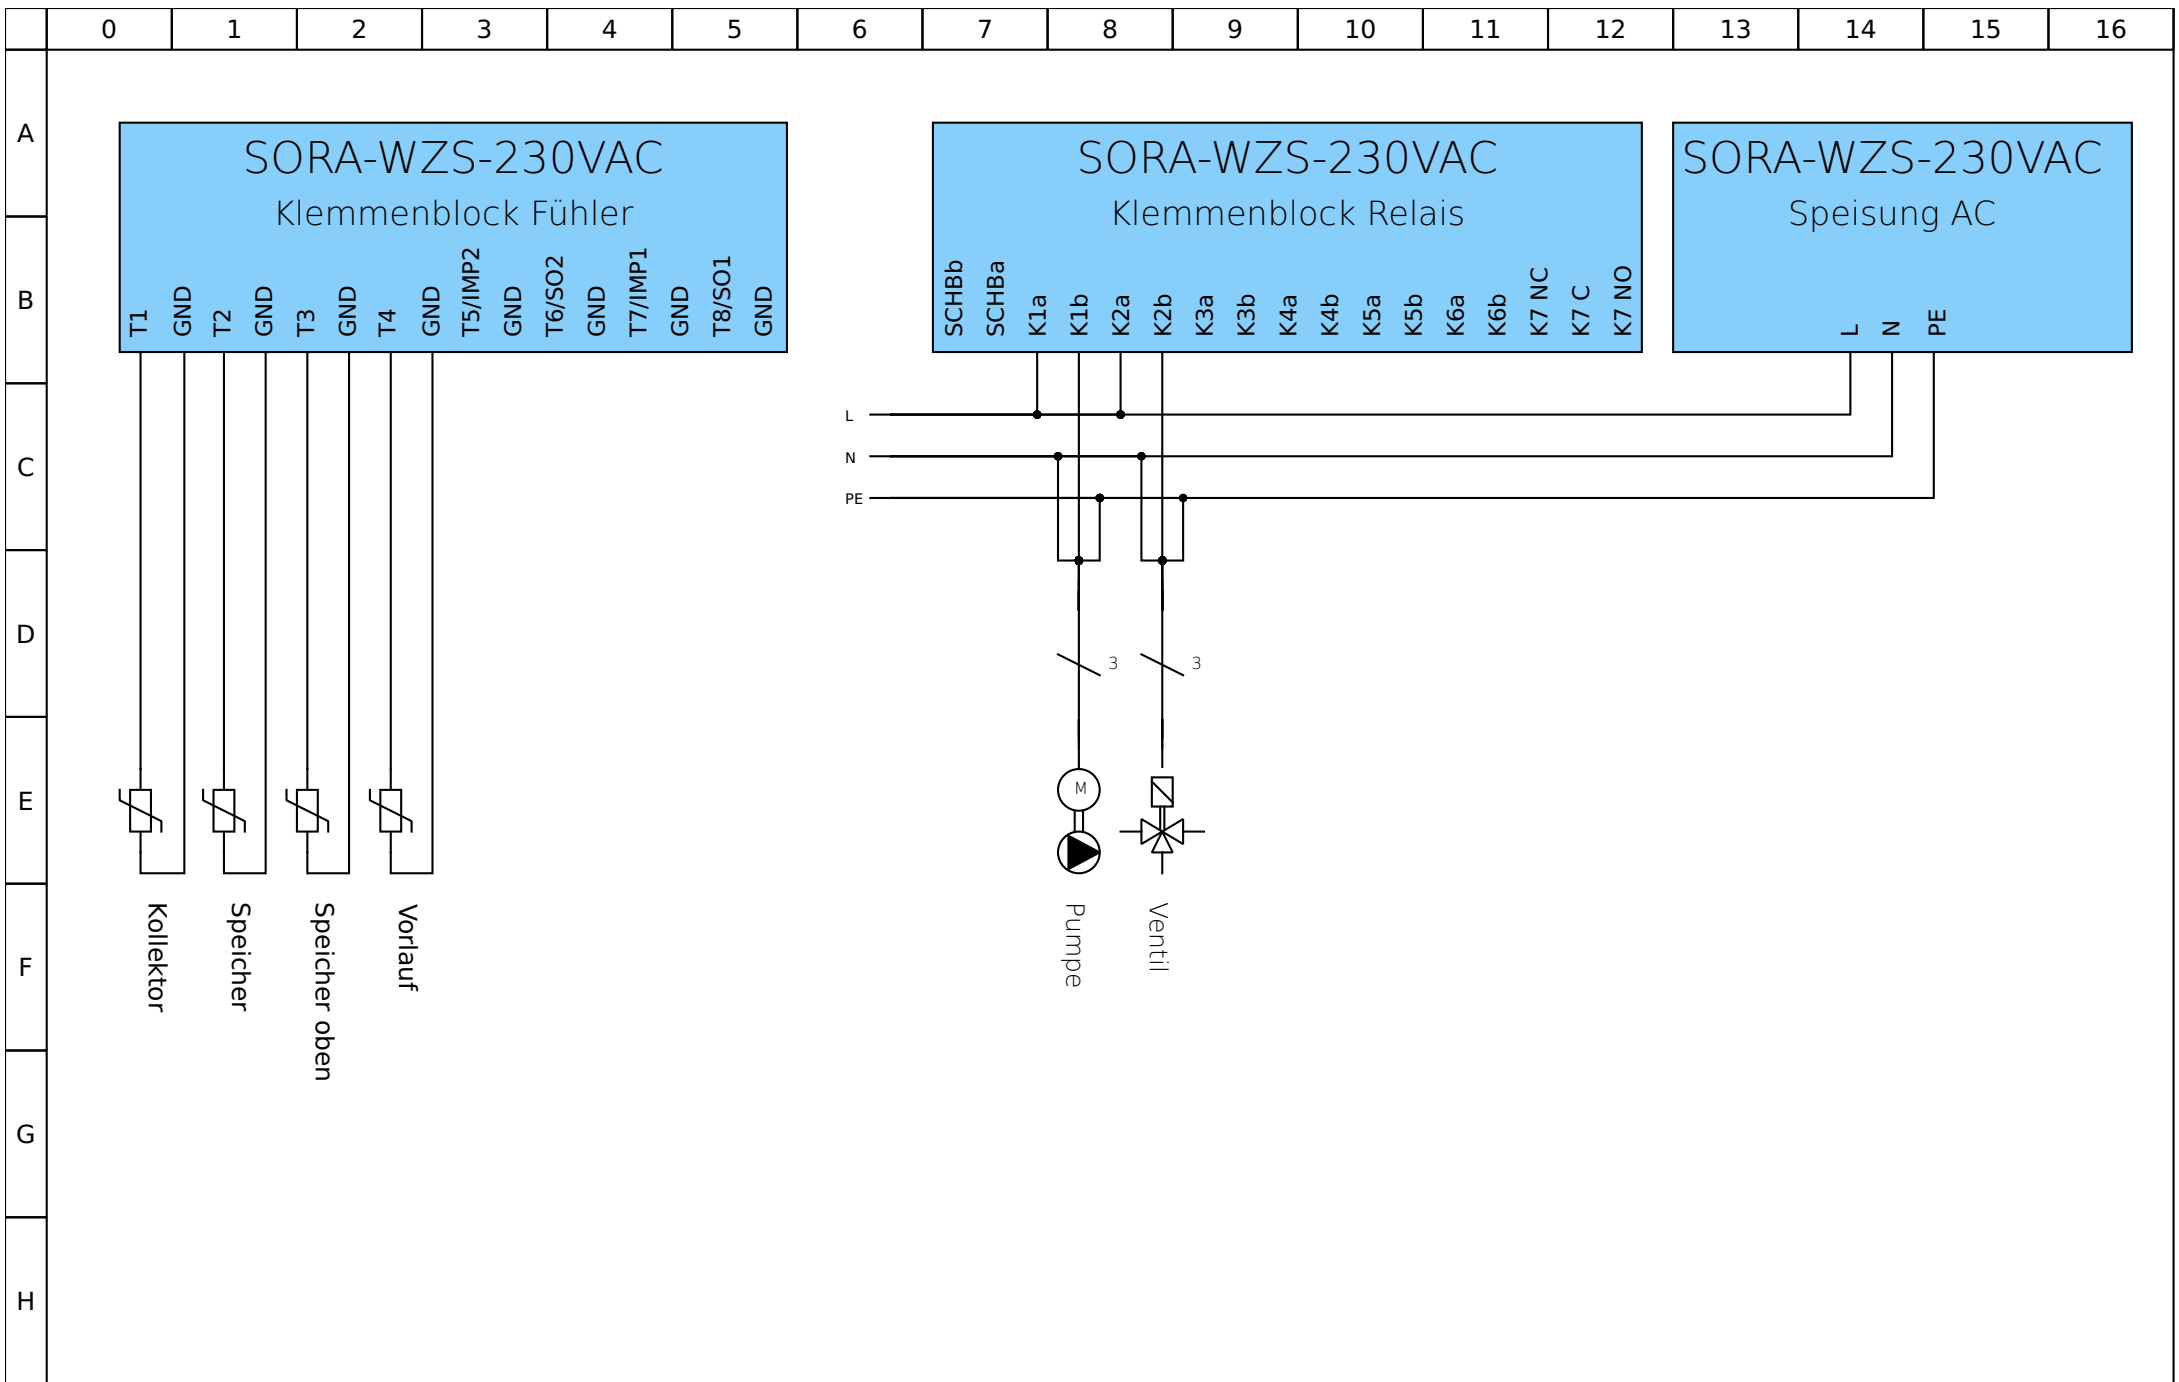 0 1 2 3 4 5 6 7 8 9 10 11 12 13 14 15 16
A
SORA-WZS-230VAC
Klemmenblock Fühler
SORA-WZS-230VAC
Klemmenblock Relais
SORA-WZS-230VAC
Speisung AC
B
T1
GND
T2
GND
T3
GND
T4
GND
T5/IMP2
GND
T6/SO2
GND
T7/IMP1
GND
T8/SO1
GND
SCHBb
SCHBa
K1a
K1b
K2a
K2b
K3a
K3b
K4a
K4b
K5a
K5b
K6a
K6b
K7 NC
K7 C
K7 NO
L
N
PE
L
C
N
PE
D
3
3
E
M
F
Kollektor
Speicher
Speicher oben
Vorlauf
Pumpe
Ventil
G
H